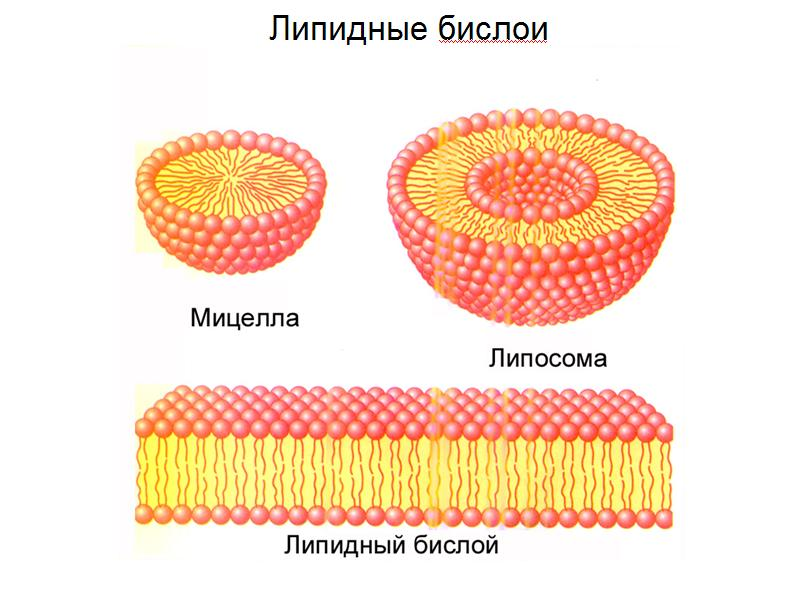 Липидные бислои
Мицелла
Липосома
Липидный бислой